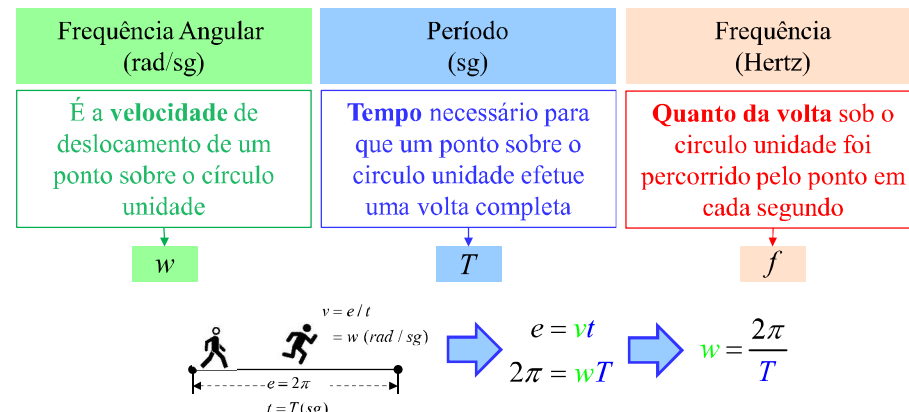 Frequência Angular
(rad/sg)
Período
(sg)
Frequência
(Hertz)
É a velocidade de
deslocamento de um
ponto sobre o círculo
unidade
Tempo necessário para
que um ponto sobre o
circulo unidade efetue
uma volta completa
Quanto da volta sob o
circulo unidade foi
percorrido pelo ponto em
cada segundo
w
T
f
v = e / t
= w (rad / sg)
e = 2π
t = T(sg)
e = vt
2π = wT
w = 2π/T